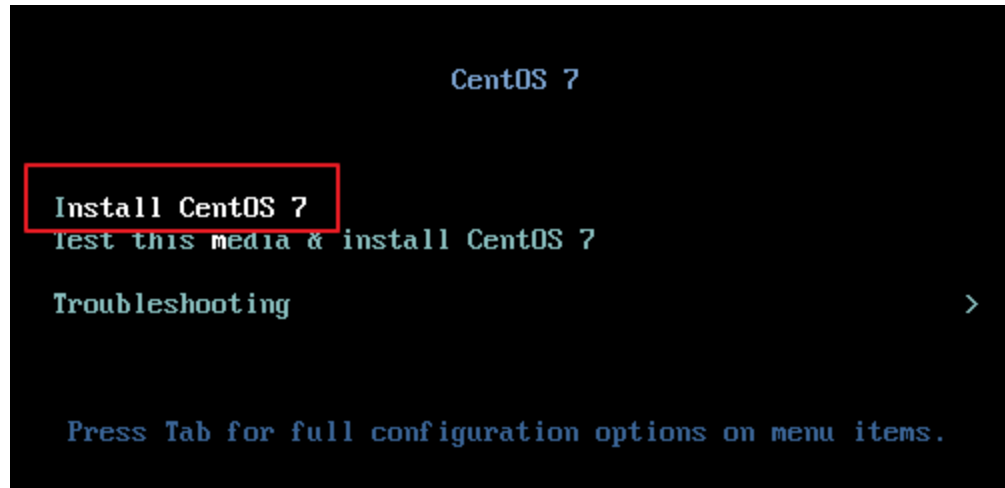 CentOS 7
Install CentOS 7
Test this media & install CentOS 7
Troubleshooting >
Press Tab for full configuration options on menu items.